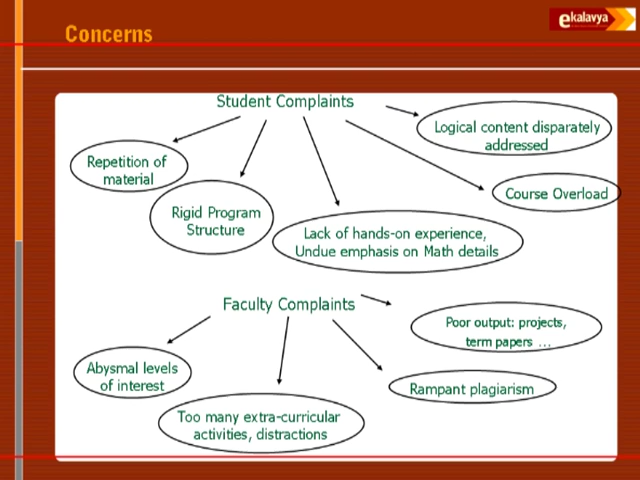 Concerns
ekalavya
Student Complaints
Logical content disparately
addressed
Repetition of
material
Course Overload
Rigid Program
Structure
Lack of hands-on experience,
Undue emphasis on Math details
Faculty Complaints
Poor output: projects,
term papers ...
Abysmal levels
of interest
Rampant plagiarism
Too many extra-curricular
activities, distractions